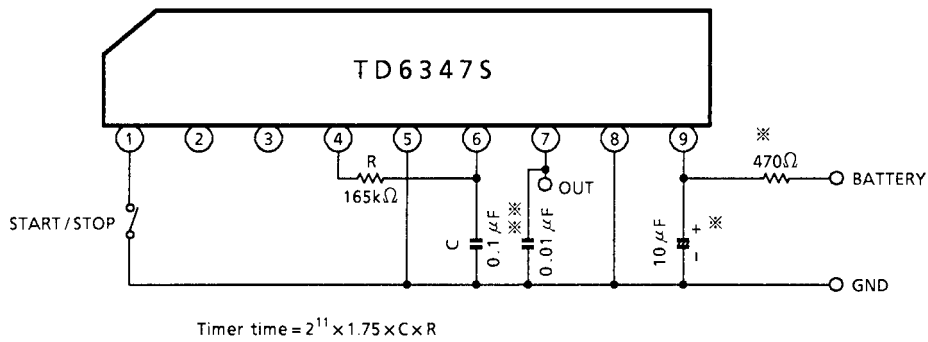 TD6347S
1 2 3 4 5 6 7 8 9
R
165kΩ
※
470Ω
BATTERY
OUT
START/STOP
C
0.1 μF
※※
0.01 μF
10 μF
+
−
※
GND
Timer time = 2¹¹ × 1.75 × C × R